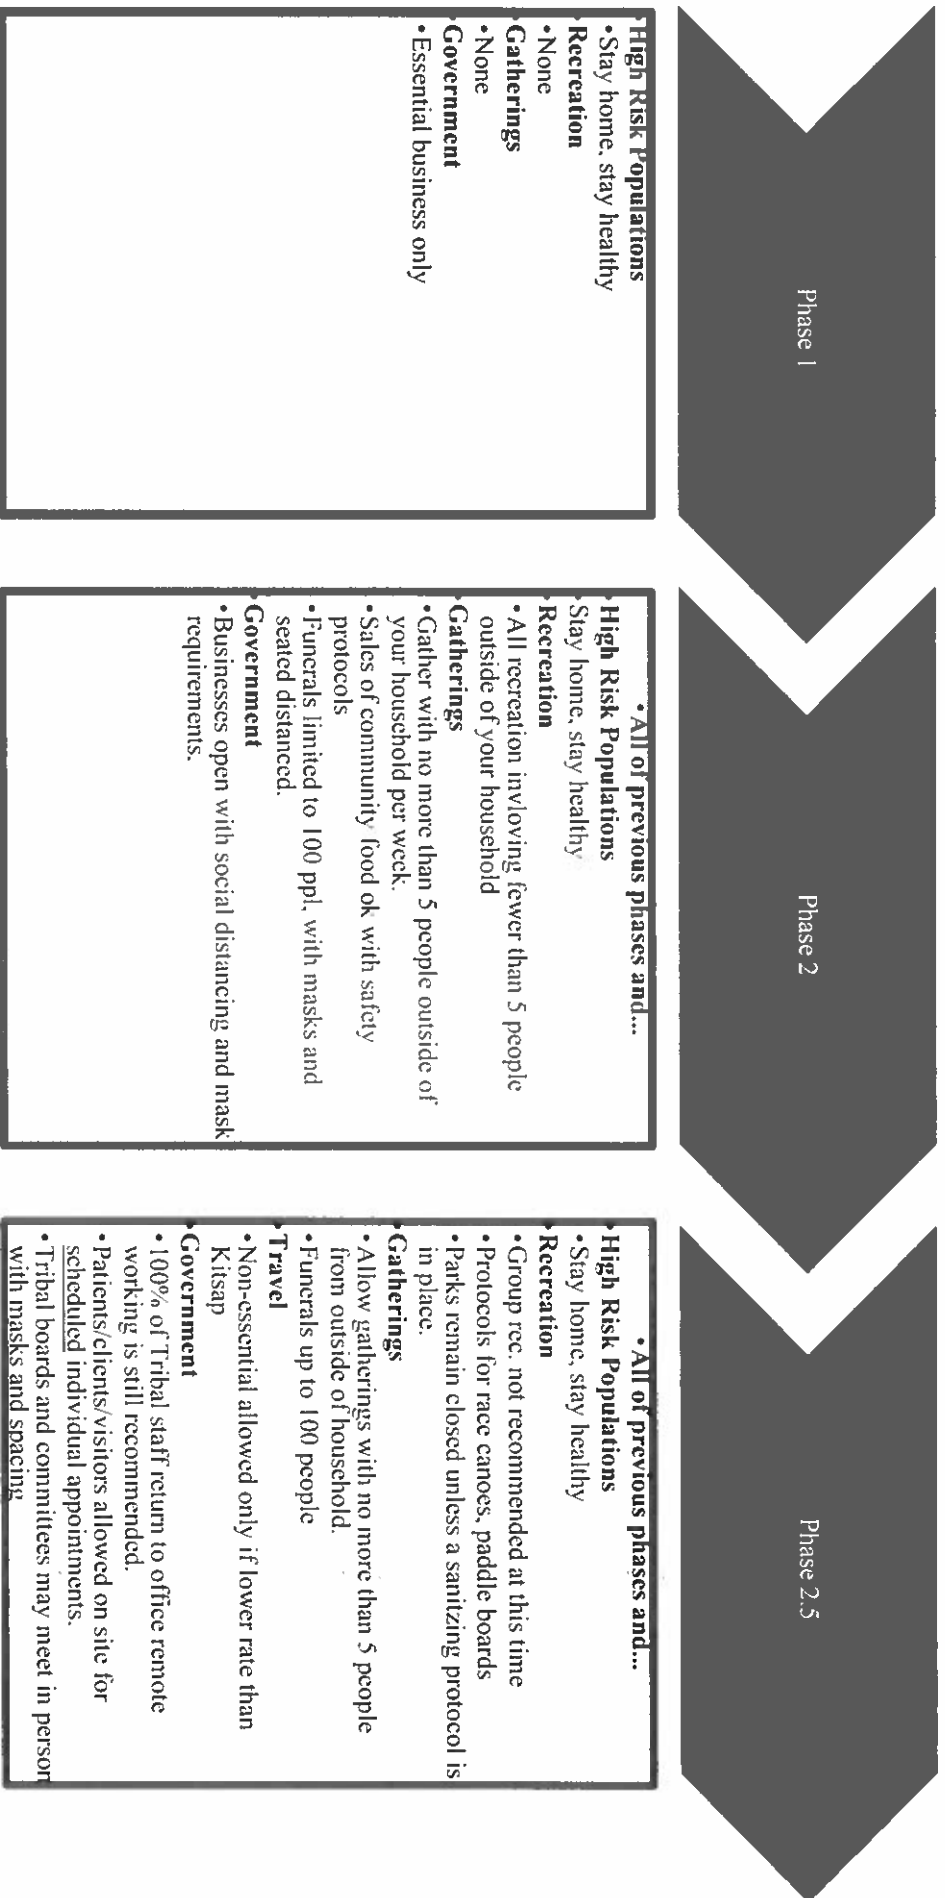 Phase 1
•High Risk Populations
•Stay home, stay healthy
•Recreation
•None
•Gatherings
•None
•Government
•Essential business only
Phase 2
•All of previous phases and...
•High Risk Populations
Stay home, stay healthy
•Recreation
•All recreation invloving fewer than 5 people
outside of your household
•Gatherings
•Gather with no more than 5 people outside of
your household per week.
•Sales of community food ok with safety
protocols
•Funerals limited to 100 ppl, with masks and
seated distanced.
•Government
•Businesses open with social distancing and mask
requirements.
Phase 2.5
•All of previous phases and...
•High Risk Populations
•Stay home, stay healthy
•Recreation
•Group rec. not recommended at this time
•Protocols for race canoes, paddle boards
•Parks remain closed unless a sanitzing protocol is
in place.
•Gatherings
•Allow gatherings with no more than 5 people
from outside of household.
•Funerals up to 100 people
•Travel
•Non-essential allowed only if lower rate than
Kitsap
•Government
•100% of Tribal staff return to office remote
working is still recommended.
•Patients/clients/visitors allowed on site for
scheduled individual appointments.
•Tribal boards and committees may meet in person
with masks and spacing